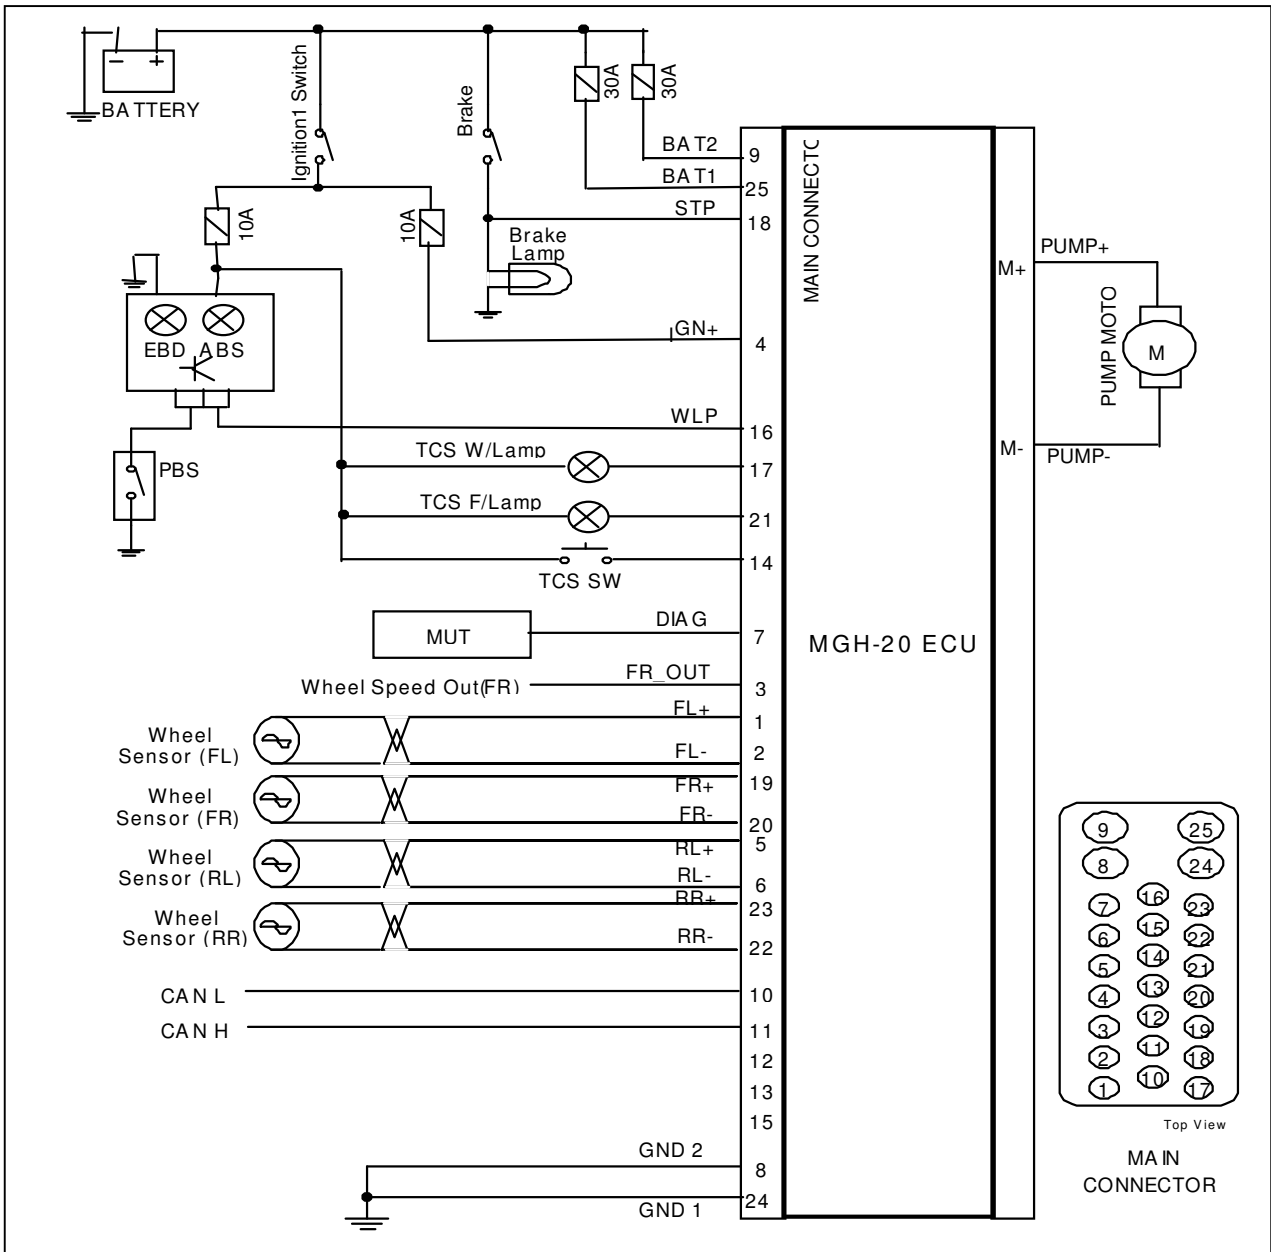 BATTERY
− +
Ignition1 Switch
Brake
30A
30A
MAIN CONNECTO
BAT2
9
BAT1
25
STP
18
10A
10A
Brake
Lamp
M+
PUMP+
GN+
4
EBD ABS
PUMP MOTO
M
WLP
16
M-
PUMP-
PBS
TCS W/Lamp
17
TCS F/Lamp
21
14
TCS SW
MUT
DIAG
7
MGH-20 ECU
Wheel Speed Out(FR)
FR_OUT
3
FL+
1
Wheel
Sensor (FL)
FL-
2
19
FR+
Wheel
Sensor (FR)
FR-
20
5
RL+
Wheel
Sensor (RL)
RL-
6
RR+
23
Wheel
Sensor (RR)
RR-
22
CAN L
10
CAN H
11
12
13
15
GND 2
8
GND 1
24
9 25
8 24
16
7 23
15
6 22
14
5 21
13
4 20
12
3 19
11
2 18
10
1 17
Top View
MAIN
CONNECTOR